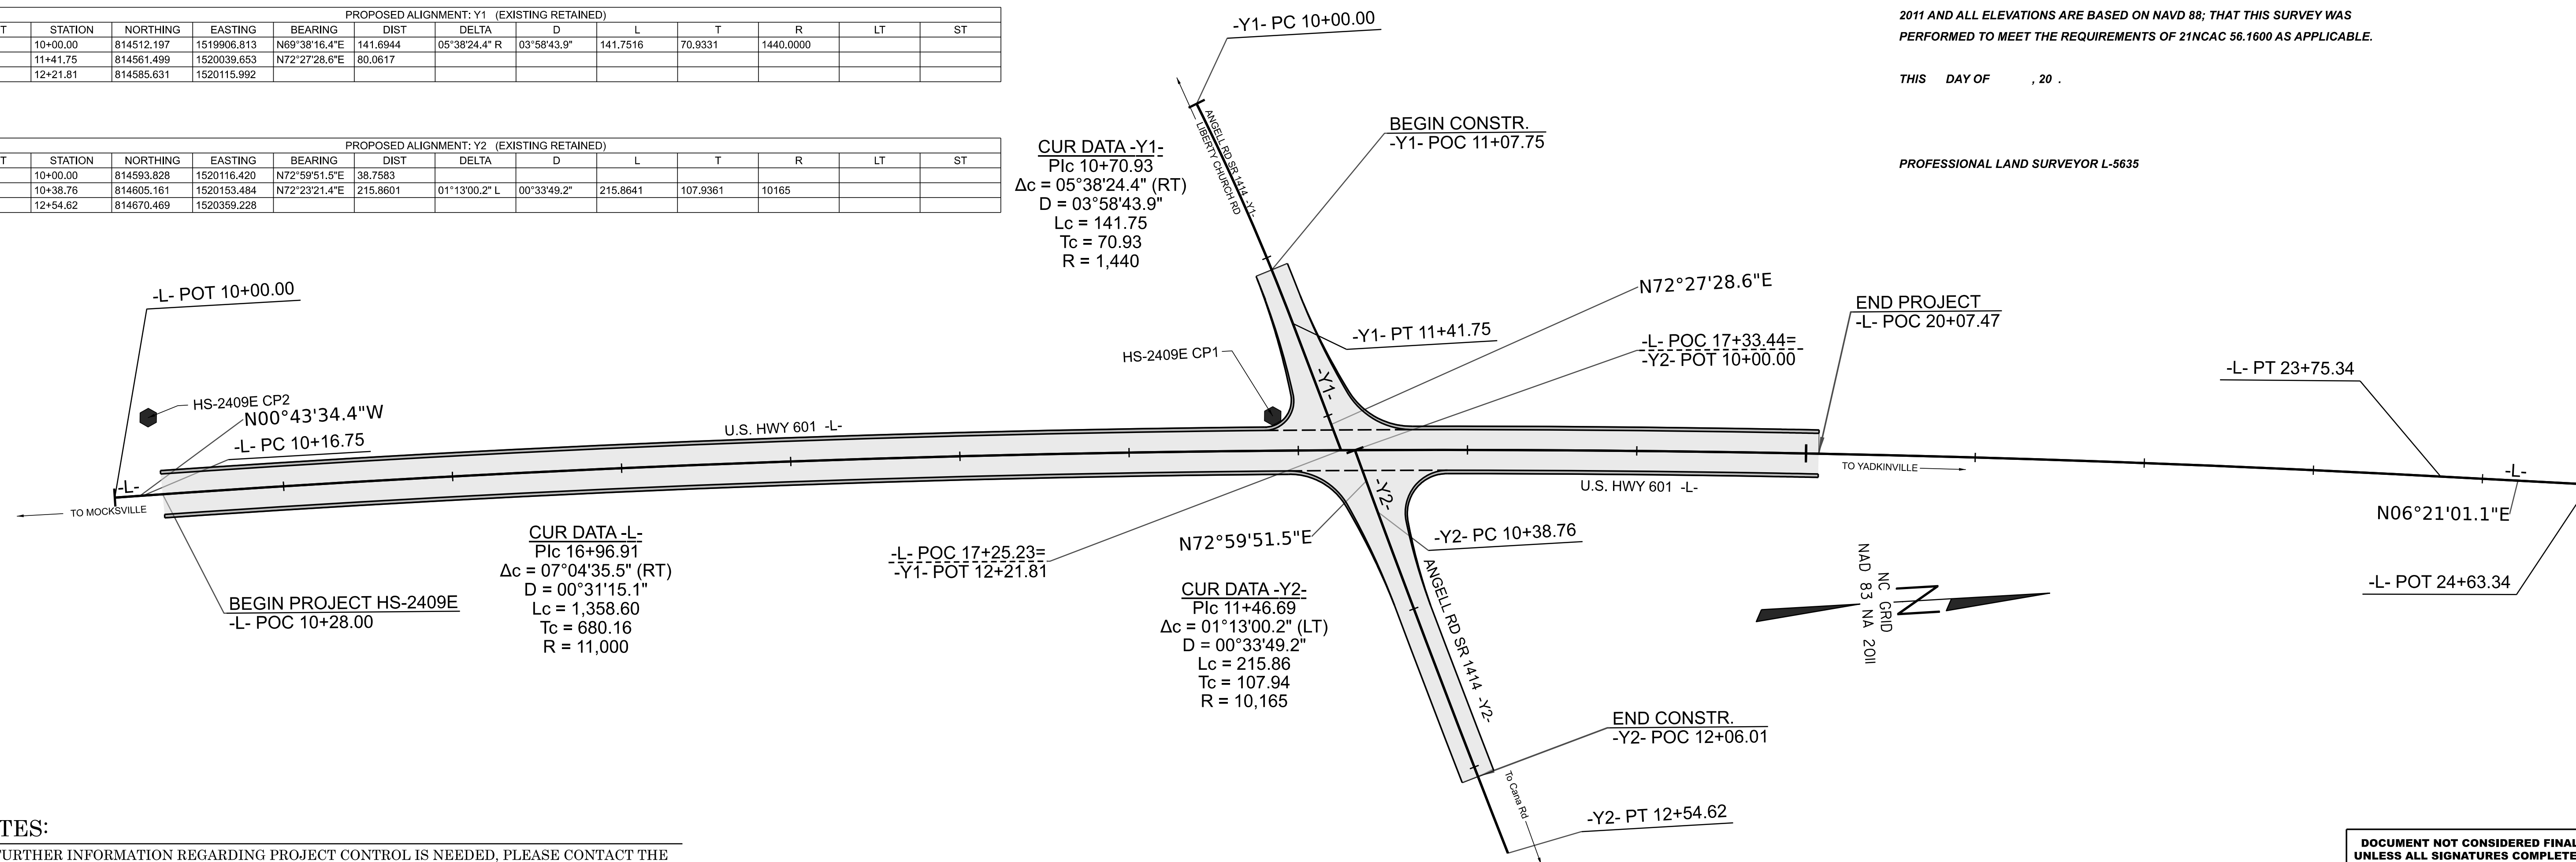 PROPOSED ALIGNMENT: Y1 (EXISTING RETAINED)
T STATION NORTHING EASTING BEARING DIST DELTA D L T R LT ST
10+00.00 814512.197 1519906.813 N69°38'16.4"E 141.6944 05°38'24.4" R 03°58'43.9" 141.7516 70.9331 1440.0000
11+41.75 814561.499 1520039.653 N72°27'28.6"E 80.0617
12+21.81 814585.631 1520115.992
PROPOSED ALIGNMENT: Y2 (EXISTING RETAINED)
T STATION NORTHING EASTING BEARING DIST DELTA D L T R LT ST
10+00.00 814593.828 1520116.420 N72°59'51.5"E 38.7583
10+38.76 814605.161 1520153.484 N72°23'21.4"E 215.8601 01°13'00.2" L 00°33'49.2" 215.8641 107.9361 10165
12+54.62 814670.469 1520359.228
2011 AND ALL ELEVATIONS ARE BASED ON NAVD 88; THAT THIS SURVEY WAS
PERFORMED TO MEET THE REQUIREMENTS OF 21NCAC 56.1600 AS APPLICABLE.
THIS DAY OF , 20 .
PROFESSIONAL LAND SURVEYOR L-5635
-Y1- PC 10+00.00
ANGELL RD SR 1414 -Y1-
LIBERTY CHURCH RD
BEGIN CONSTR.
-Y1- POC 11+07.75
CUR DATA -Y1-
PIc 10+70.93
Δc = 05°38'24.4" (RT)
D = 03°58'43.9"
Lc = 141.75
Tc = 70.93
R = 1,440
N72°27'28.6"E
-Y1- PT 11+41.75
-L- POC 17+33.44=
-Y2- POT 10+00.00
END PROJECT
-L- POC 20+07.47
-L- PT 23+75.34
-L- POT 10+00.00
HS-2409E CP1
HS-2409E CP2
N00°43'34.4"W
-L- PC 10+16.75
U.S. HWY 601 -L-
-Y1-
-L-
TO MOCKSVILLE
-Y2-
TO YADKINVILLE
U.S. HWY 601 -L-
-L-
N06°21'01.1"E
-L- POT 24+63.34
CUR DATA -L-
PIc 16+96.91
Δc = 07°04'35.5" (RT)
D = 00°31'15.1"
Lc = 1,358.60
Tc = 680.16
R = 11,000
BEGIN PROJECT HS-2409E
-L- POC 10+28.00
-L- POC 17+25.23=
-Y1- POT 12+21.81
N72°59'51.5"E
-Y2- PC 10+38.76
CUR DATA -Y2-
PIc 11+46.69
Δc = 01°13'00.2" (LT)
D = 00°33'49.2"
Lc = 215.86
Tc = 107.94
R = 10,165
ANGELL RD SR 1414 -Y2-
NC GRID
NAD 83 NA 2011
END CONSTR.
-Y2- POC 12+06.01
To Cana Rd
-Y2- PT 12+54.62
TES:
FURTHER INFORMATION REGARDING PROJECT CONTROL IS NEEDED, PLEASE CONTACT THE
DOCUMENT NOT CONSIDERED FINAL
UNLESS ALL SIGNATURES COMPLETE